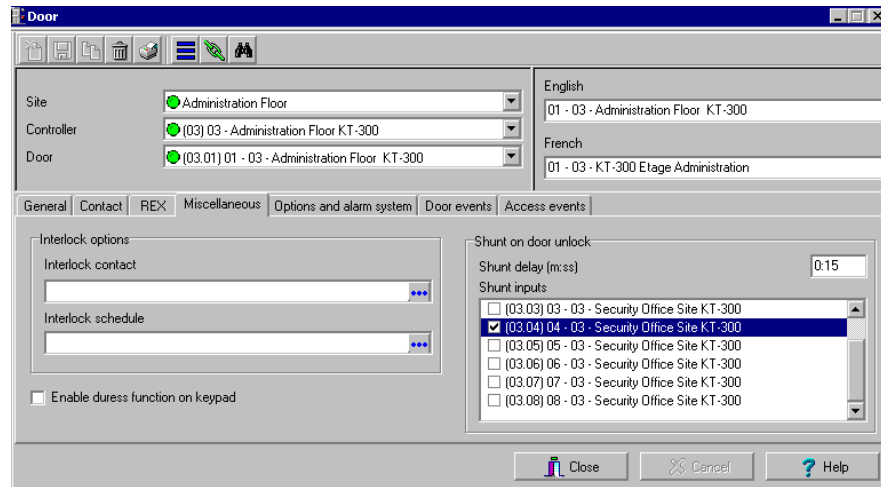 Door
Site
Administration Floor
Controller
(03) 03 - Administration Floor KT-300
Door
(03.01) 01 - 03 - Administration Floor KT-300
English
01 - 03 - Administration Floor KT-300
French
01 - 03 - KT-300 Etage Administration
General Contact REX Miscellaneous Options and alarm system Door events Access events
Interlock options
Interlock contact
Interlock schedule
Enable duress function on keypad
Shunt on door unlock
Shunt delay (m:ss) 0:15
Shunt inputs
(03.03) 03 - 03 - Security Office Site KT-300
(03.04) 04 - 03 - Security Office Site KT-300
(03.05) 05 - 03 - Security Office Site KT-300
(03.06) 06 - 03 - Security Office Site KT-300
(03.07) 07 - 03 - Security Office Site KT-300
(03.08) 08 - 03 - Security Office Site KT-300
Close Cancel Help